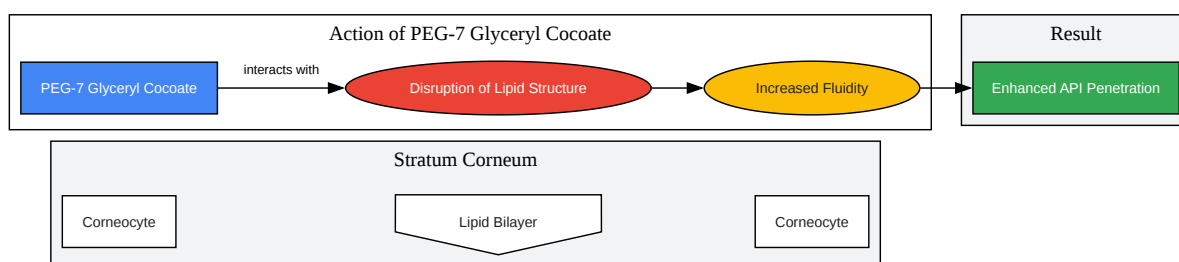 Action of PEG-7 Glyceryl Cocoate
Result
PEG-7 Glyceryl Cocoate
interacts with
Disruption of Lipid Structure
Increased Fluidity
Enhanced API Penetration
Stratum Corneum
Corneocyte
Lipid Bilayer
Corneocyte